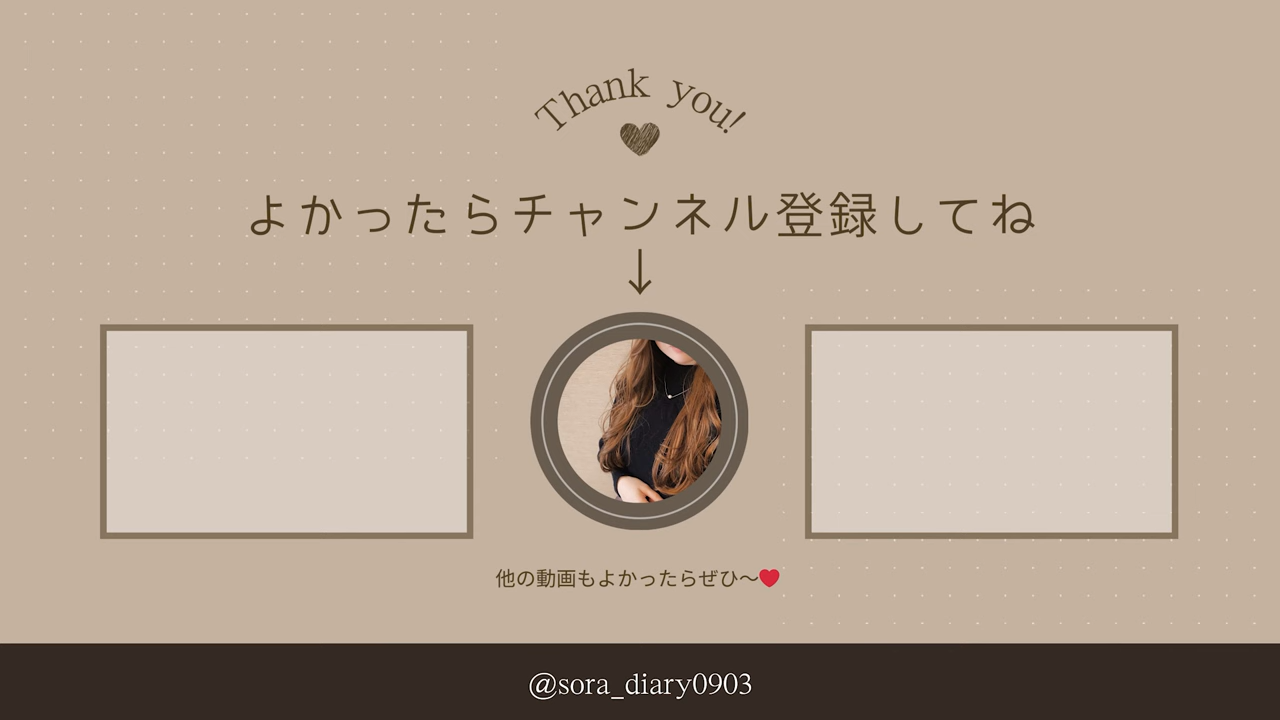 Thank you!
よかったらチャンネル登録してね
↓
他の動画もよかったらぜひ〜❤
@sora_diary0903